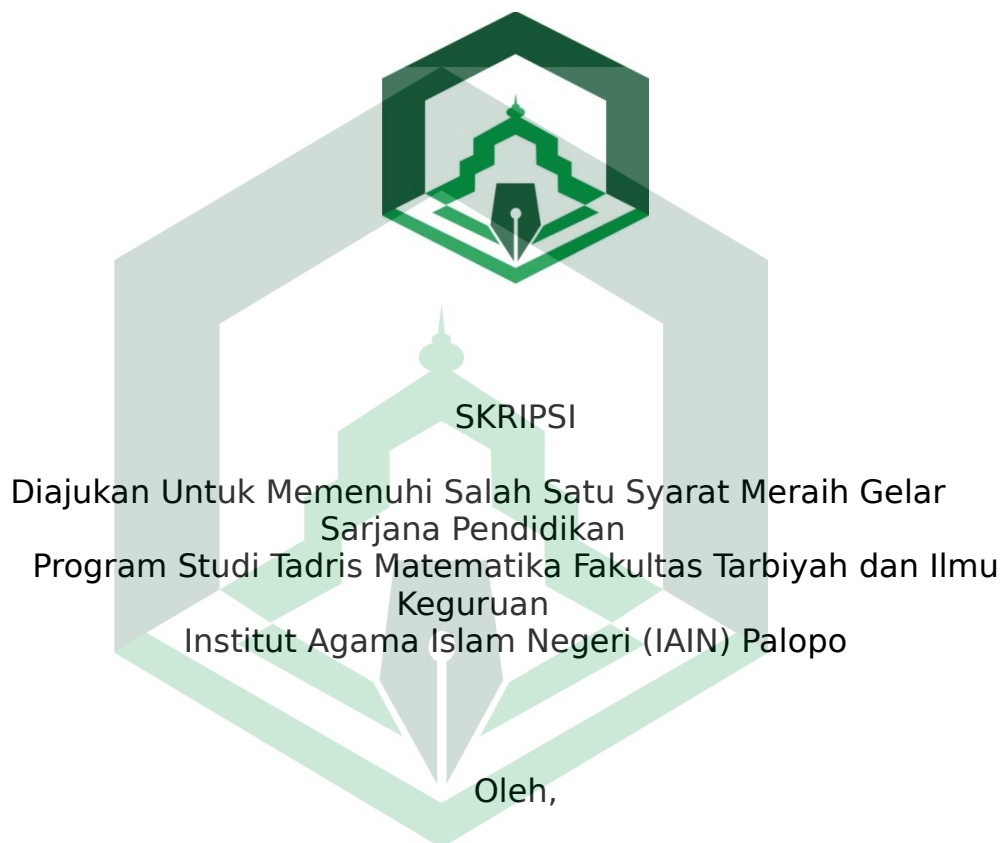 SKRIPSI
Diajukan Untuk Memenuhi Salah Satu Syarat Meraih Gelar
Sarjana Pendidikan
Program Studi Tadris Matematika Fakultas Tarbiyah dan Ilmu
Keguruan
Institut Agama Islam Negeri (IAIN) Palopo
Oleh,